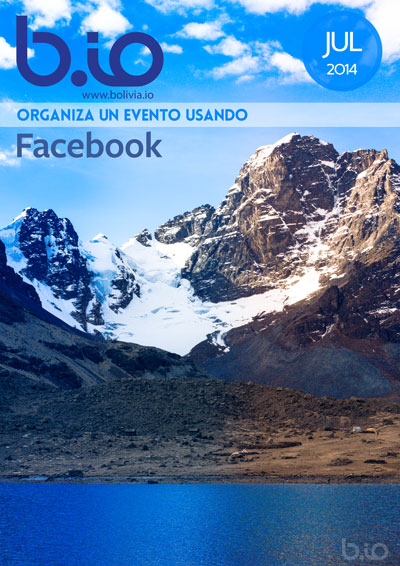 b.io
www.bolivia.io
JUL
2014
ORGANIZA UN EVENTO USANDO
Facebook
b.io